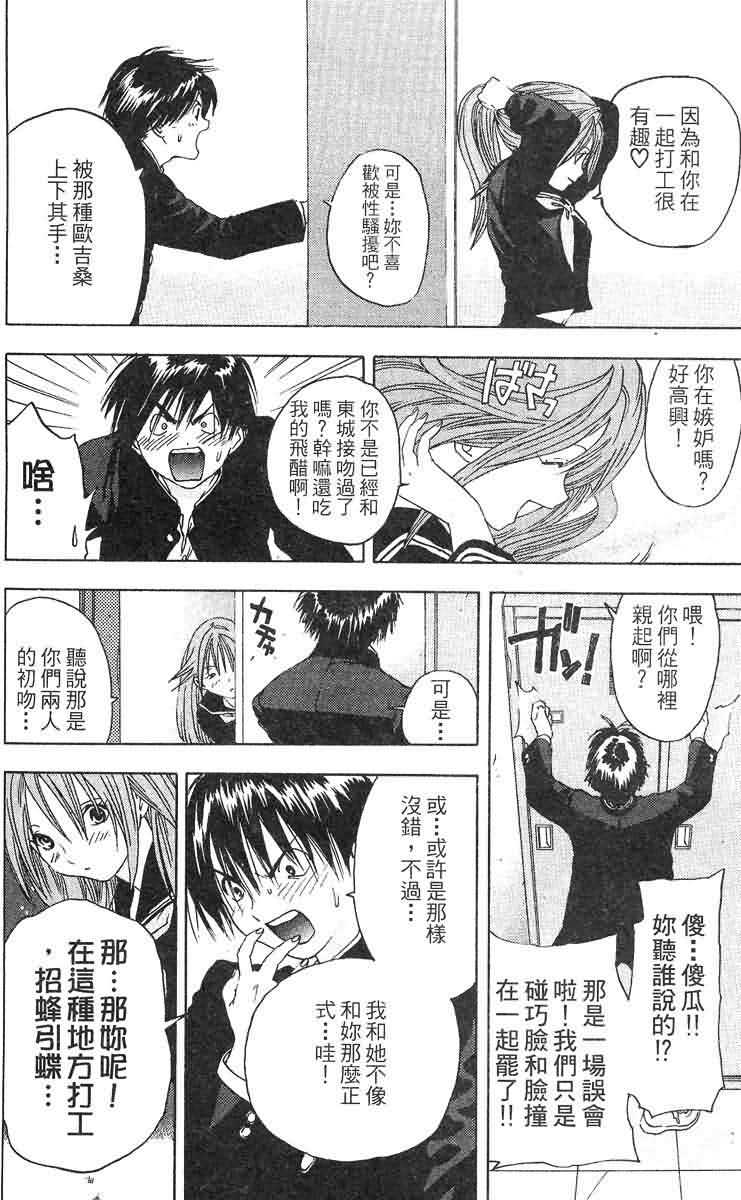 因為和你在
一起打工很
有趣♡
可是…妳不喜
歡被性騷擾吧?
被那種歐吉桑
上下其手…
你在嫉妒嗎?
好高興!
ばさっ
你不是已經和
東城接吻過了
嗎?幹嘛還吃
我的飛醋啊!
啥…
喂!
你們從哪裡
親起啊?
ガン!
傻…傻瓜!!
妳聽誰說的!?
那是一場誤會
啦!我們只是
碰巧臉和臉撞
在一起罷了!!
可是…
カチャ
聽說那是
你們兩人
的初吻…
或…或許是那樣
沒錯,不過…
我和她不像
和妳那麼正
式…哇!
那…那妳呢!
在這種地方打工
,招蜂引蝶…